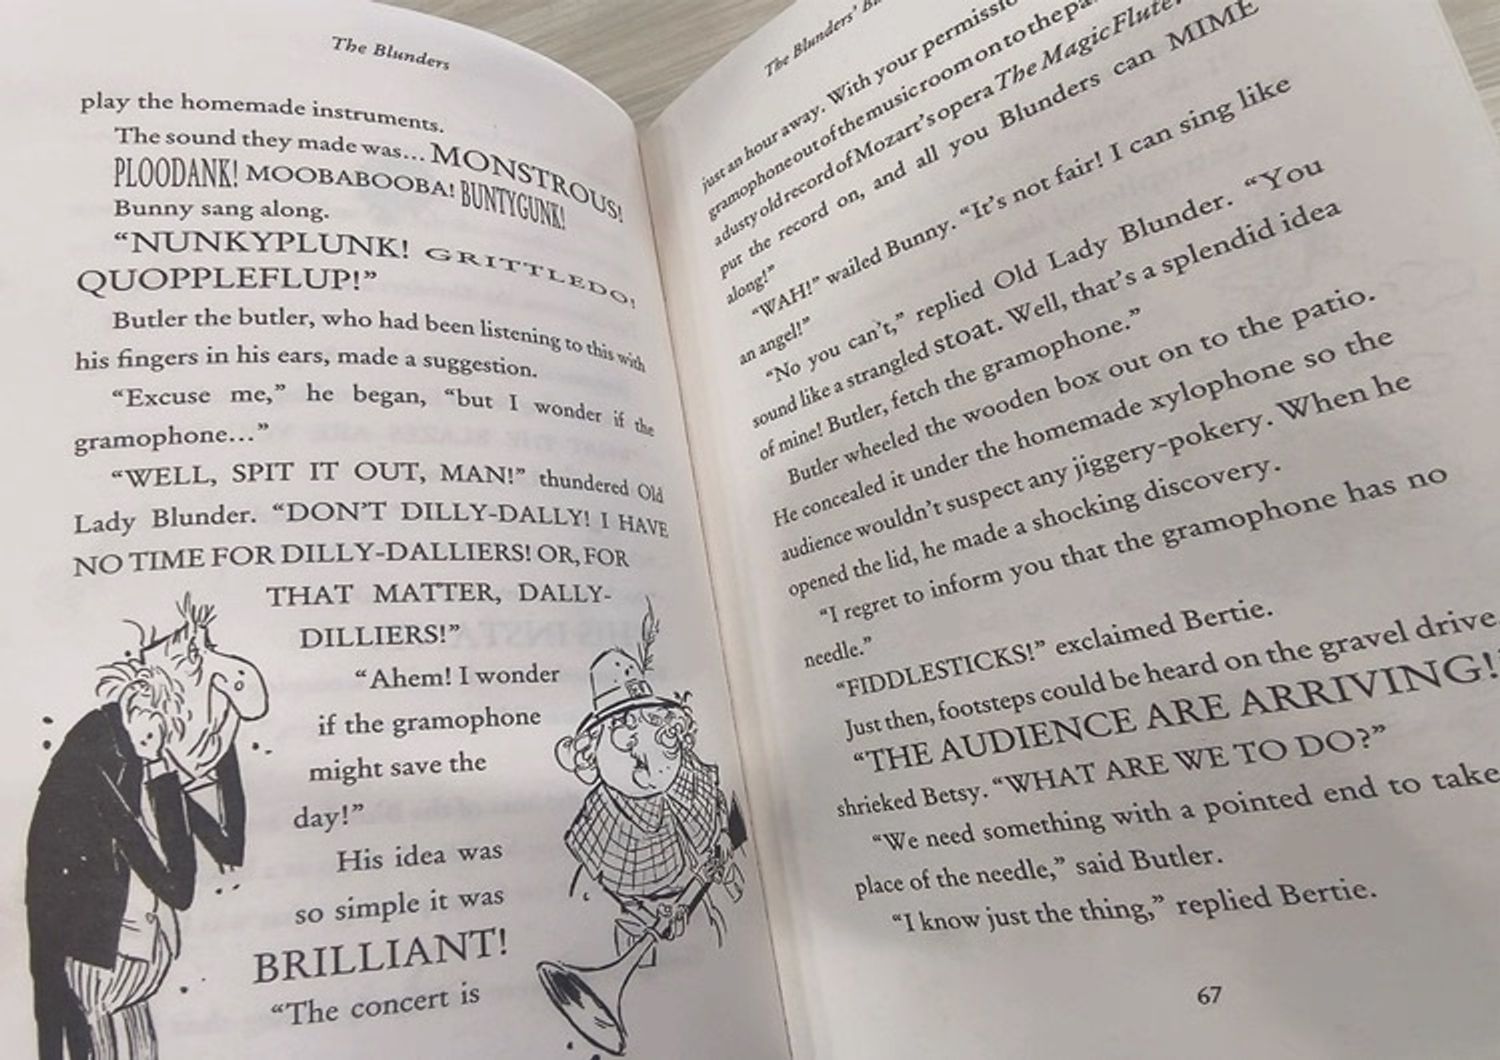 The Blunders
play the homemade instruments.
The sound they made was... MONSTROUS!
PLOODANK! MOOBABOOBA! BUNTYGUNK!
Bunny sang along.
“NUNKYPLUNK! GRITTLEDO!
QUOPPLEFLUP!”
Butler the butler, who had been listening to this with
his fingers in his ears, made a suggestion.
“Excuse me,” he began, “but I wonder if the
gramophone...”
“WELL, SPIT IT OUT, MAN!” thundered Old
Lady Blunder. “DON’T DILLY-DALLY! I HAVE
NO TIME FOR DILLY-DALLIERS! OR, FOR
THAT MATTER, DALLY-
DILLIERS!”
“Ahem! I wonder
if the gramophone
might save the
day!”
His idea was
so simple it was
BRILLIANT!
“The concert is
The Blunders’
just an hour away. With your
gramophone out of the music room on to the
a dusty old record of Mozart’s opera The Magic Flute.
put the record on, and all you Blunders can MIME
along!”
“WAH!” wailed Bunny. “It’s not fair! I can sing like
an angel!”
“No you can’t,” replied Old Lady Blunder. “You
sound like a strangled stoat. Well, that’s a splendid idea
of mine! Butler, fetch the gramophone.”
Butler wheeled the wooden box out on to the patio.
He concealed it under the homemade xylophone so the
audience wouldn’t suspect any jiggery-pokery. When he
opened the lid, he made a shocking discovery.
“I regret to inform you that the gramophone has no
needle.”
“FIDDLESTICKS!” exclaimed Bertie.
Just then, footsteps could be heard on the gravel drive.
“THE AUDIENCE ARE ARRIVING!”
shrieked Betsy. “WHAT ARE WE TO DO?”
“We need something with a pointed end to take
place of the needle,” said Butler.
“I know just the thing,” replied Bertie.
67